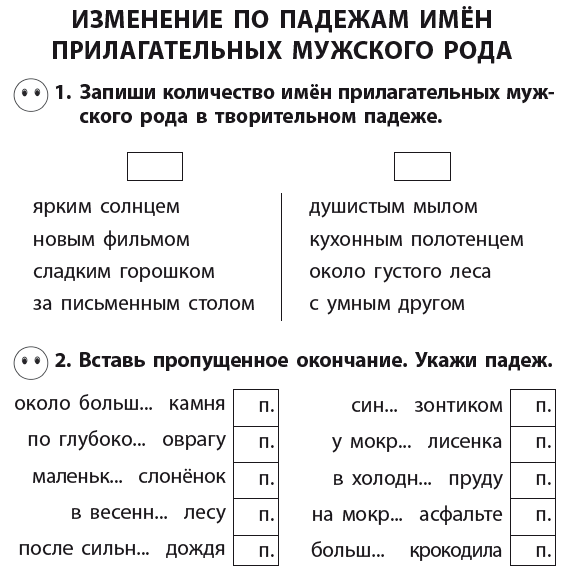 ИЗМЕНЕНИЕ ПО ПАДЕЖАМ ИМЁН
ПРИЛАГАТЕЛЬНЫХ МУЖСКОГО РОДА
1. Запиши количество имён прилагательных муж-
ского рода в творительном падеже.
ярким солнцем
новым фильмом
сладким горошком
за письменным столом
душистым мылом
кухонным полотенцем
около густого леса
с умным другом
2. Вставь пропущенное окончание. Укажи падеж.
около больш... камня п.
по глубоко... оврагу п.
маленьк... слонёнок п.
в весенн... лесу п.
после сильн... дождя п.
син... зонтиком п.
у мокр... лисенка п.
в холодн... пруду п.
на мокр... асфальте п.
больш... крокодила п.